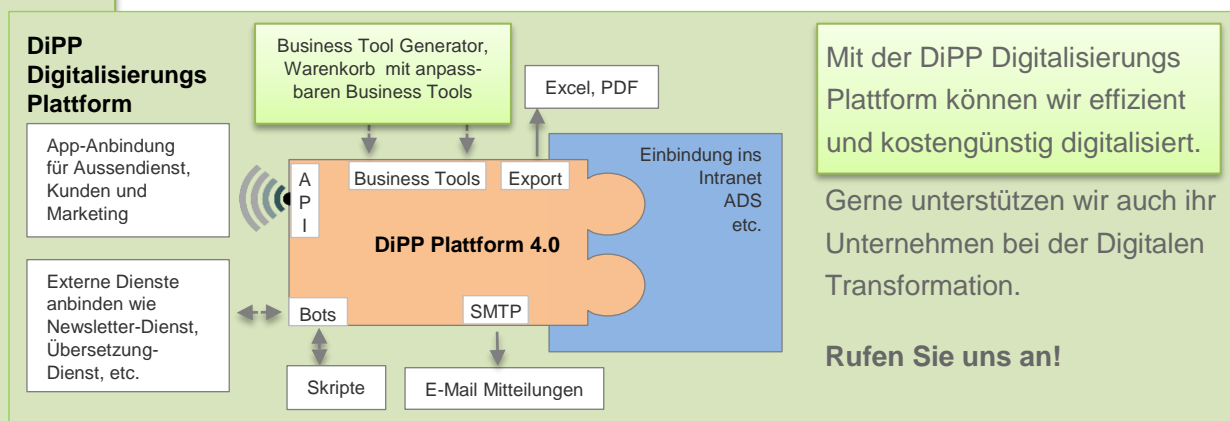 DiPP
Digitalisierungs
Plattform
Business Tool Generator,
Warenkorb mit anpass-
baren Business Tools
Excel, PDF
App-Anbindung
für Aussendienst,
Kunden und
Marketing
A
P
I
Business Tools
Export
Einbindung ins
Intranet
ADS
etc.
DiPP Plattform 4.0
Externe Dienste
anbinden wie
Newsletter-Dienst,
Übersetzung-
Dienst, etc.
Bots
SMTP
Skripte
E-Mail Mitteilungen
Mit der DiPP Digitalisierungs
Plattform können wir effizient
und kostengünstig digitalisiert.
Gerne unterstützen wir auch ihr
Unternehmen bei der Digitalen
Transformation.
Rufen Sie uns an!